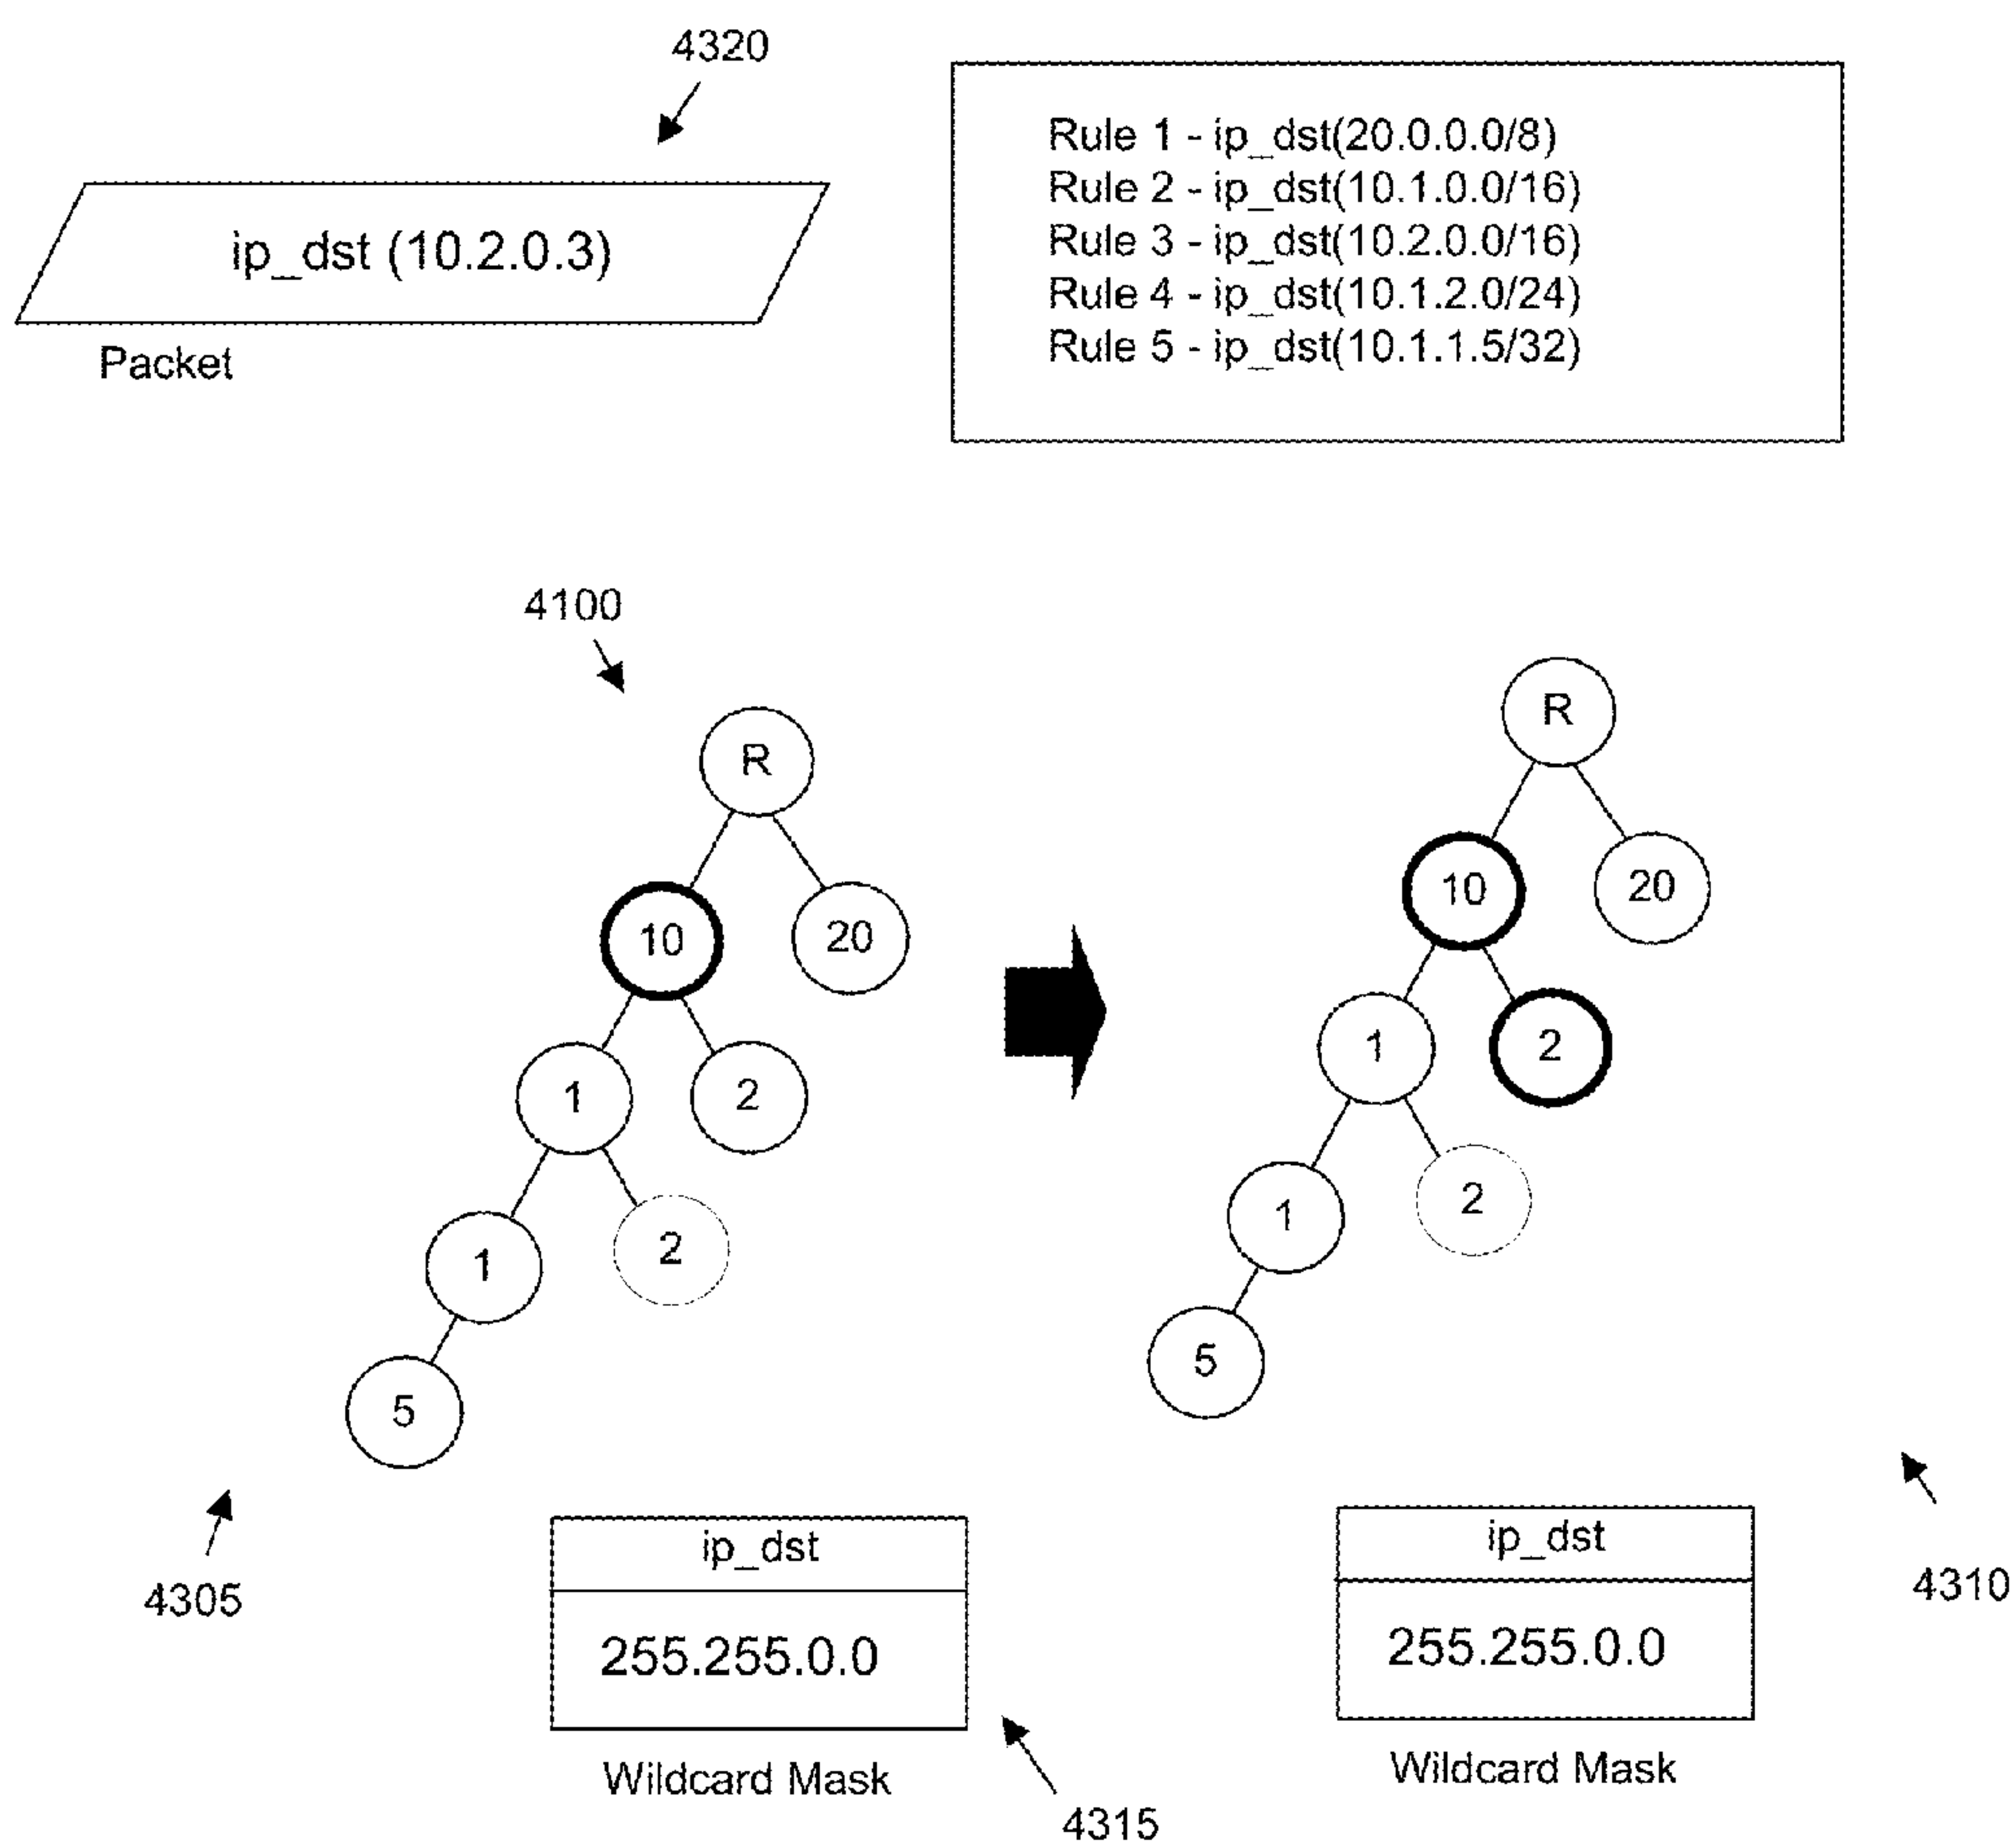 4320
ip_dst (10.2.0.3)
Packet
Rule 1 - ip_dst(20.0.0.0/8)
Rule 2 - ip_dst(10.1.0.0/16)
Rule 3 - ip_dst(10.2.0.0/16)
Rule 4 - ip_dst(10.1.2.0/24)
Rule 5 - ip_dst(10.1.1.5/32)
4100
R
10
20
1
2
1
2
5
4305
ip_dst
255.255.0.0
Wildcard Mask
4315
R
10
20
1
2
1
2
5
4310
ip_dst
255.255.0.0
Wildcard Mask